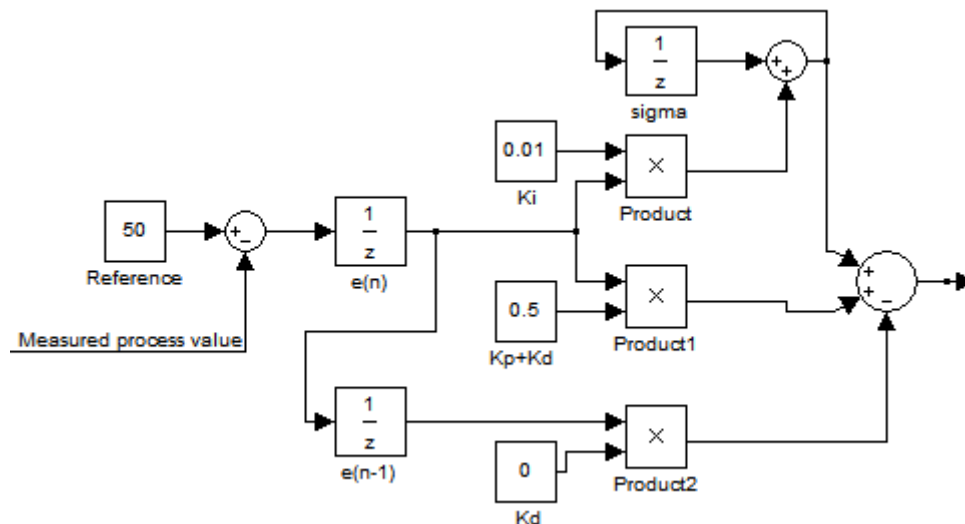 1
z
sigma
+
+
0.01
Ki
×
Product
50
Reference
+
−
1
z
e(n)
Measured process value
0.5
Kp+Kd
×
Product1
+
+
−
1
z
e(n-1)
0
Kd
×
Product2